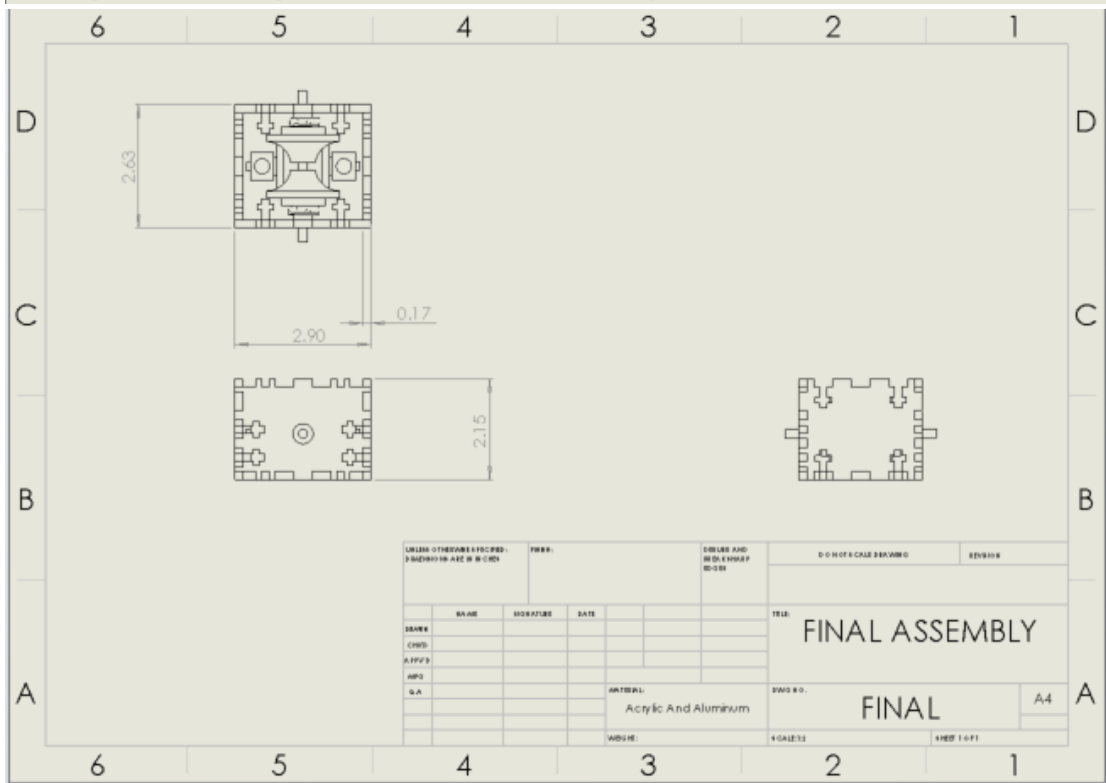 6 5 4 3 2 1
D D
2.63
C C
0.17
2.90
2.15
B B
UNLESS OTHERWISE SPECIFIED:
DIMENSIONS ARE IN INCHES
FINISH:
DEBURR AND
BREAK SHARP
EDGES
DO NOT SCALE DRAWING
REVISION
NAME SIGNATURE DATE
TITLE:
DRAWN
CHK'D
APPV'D
MFG
Q.A
FINAL ASSEMBLY
MATERIAL:
Acrylic And Aluminum
DWG NO.
FINAL
A4
A A
WEIGHT:
SCALE:1:2
SHEET 1 OF 1
6 5 4 3 2 1